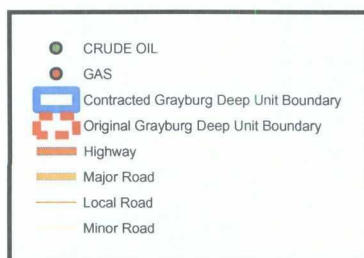 CRUDE OIL
GAS
Contracted Grayburg Deep Unit Boundary
Original Grayburg Deep Unit Boundary
Highway
Major Road
Local Road
Minor Road